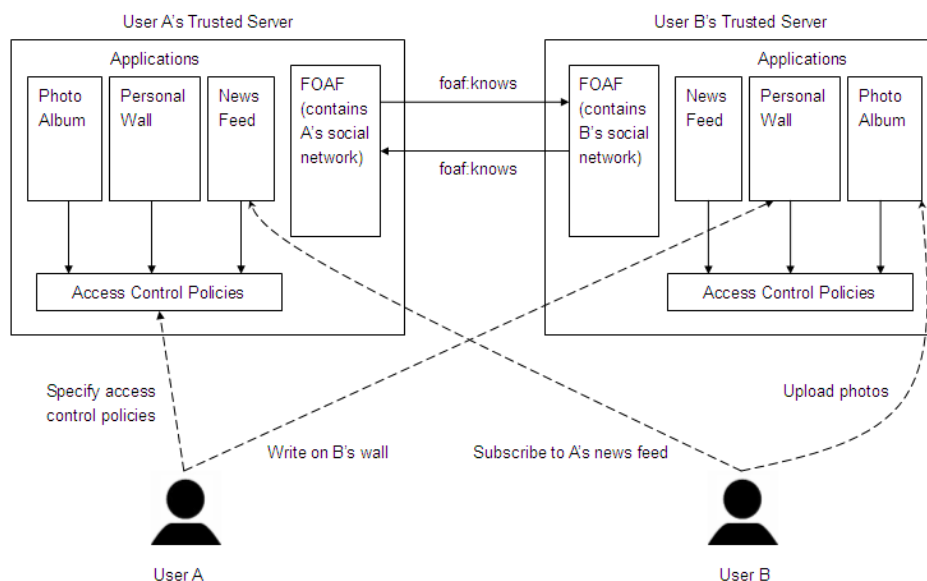 User A's Trusted Server
User B's Trusted Server
Applications
Photo
Album
Personal
Wall
News
Feed
FOAF
(contains
A's social
network)
foaf:knows
foaf:knows
FOAF
(contains
B's social
network)
Applications
News
Feed
Personal
Wall
Photo
Album
Access Control Policies
Access Control Policies
Specify access
control policies
Write on B's wall
Subscribe to A's news feed
Upload photos
User A
User B